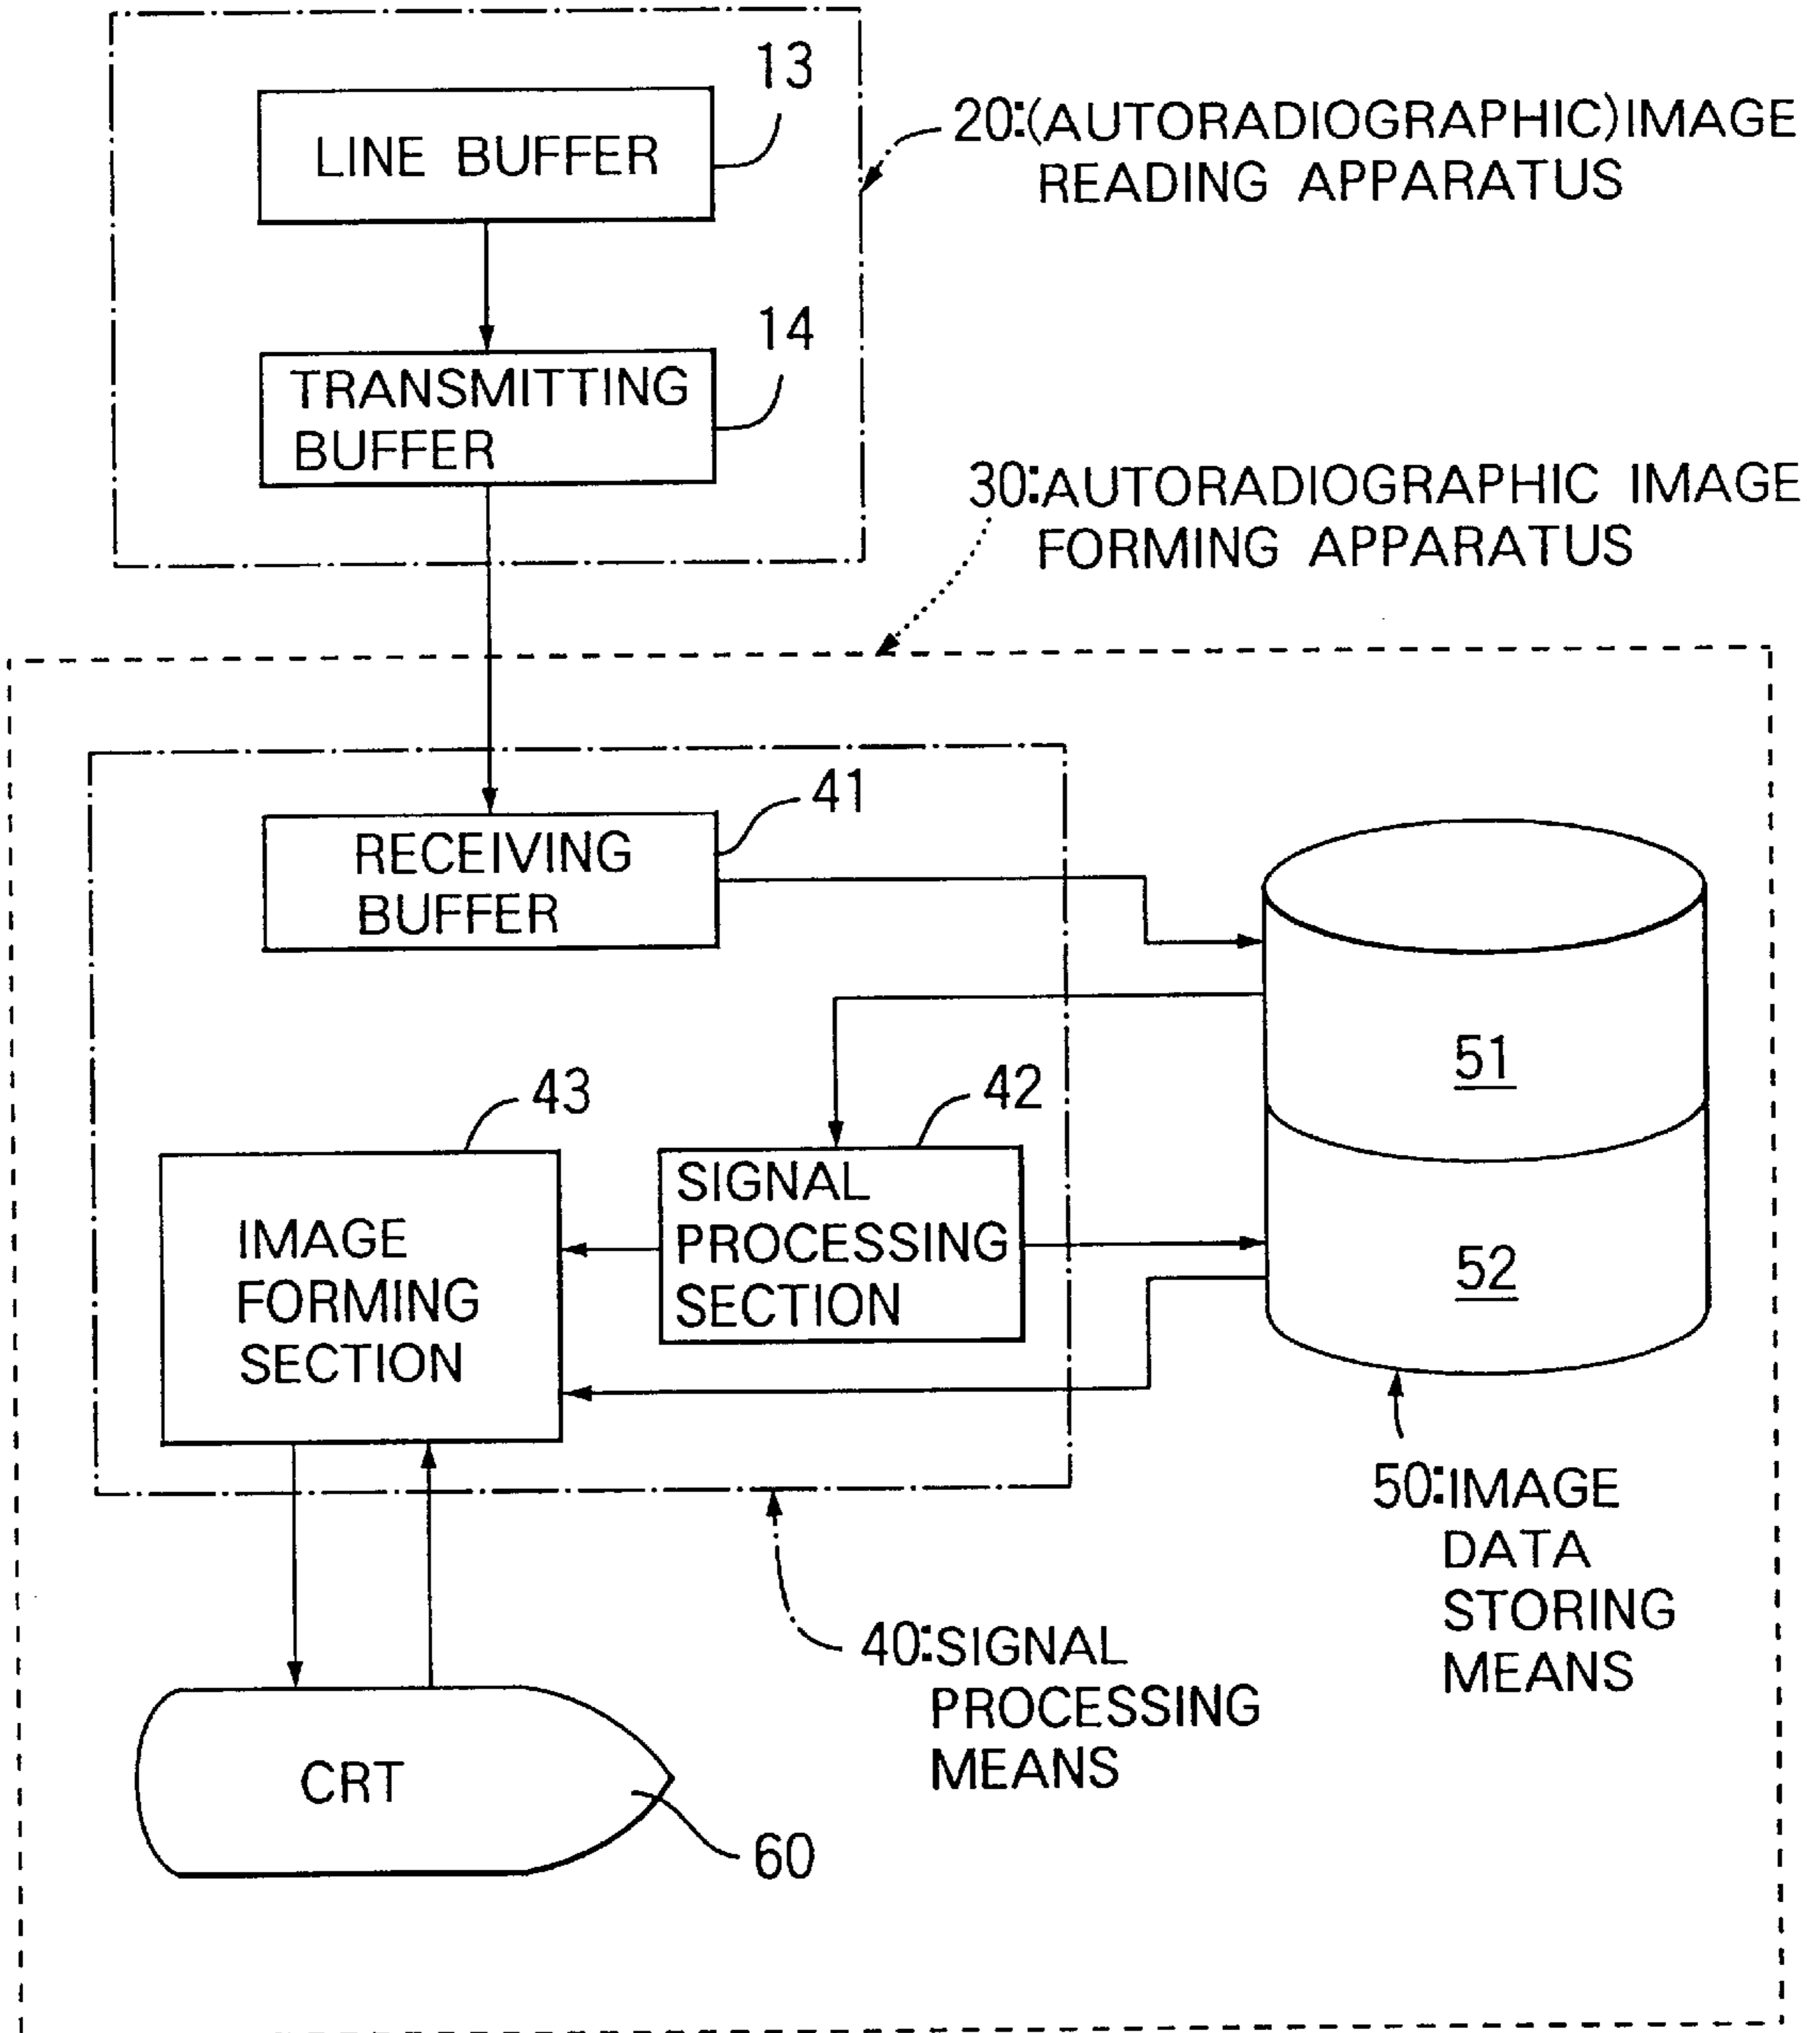 13
LINE BUFFER
20:(AUTORADIOGRAPHIC)IMAGE
READING APPARATUS
14
TRANSMITTING
BUFFER
30:AUTORADIOGRAPHIC IMAGE
FORMING APPARATUS
41
RECEIVING
BUFFER
51
43
42
SIGNAL
PROCESSING
SECTION
IMAGE
FORMING
SECTION
52
50:IMAGE
DATA
STORING
MEANS
40:SIGNAL
PROCESSING
MEANS
CRT
60